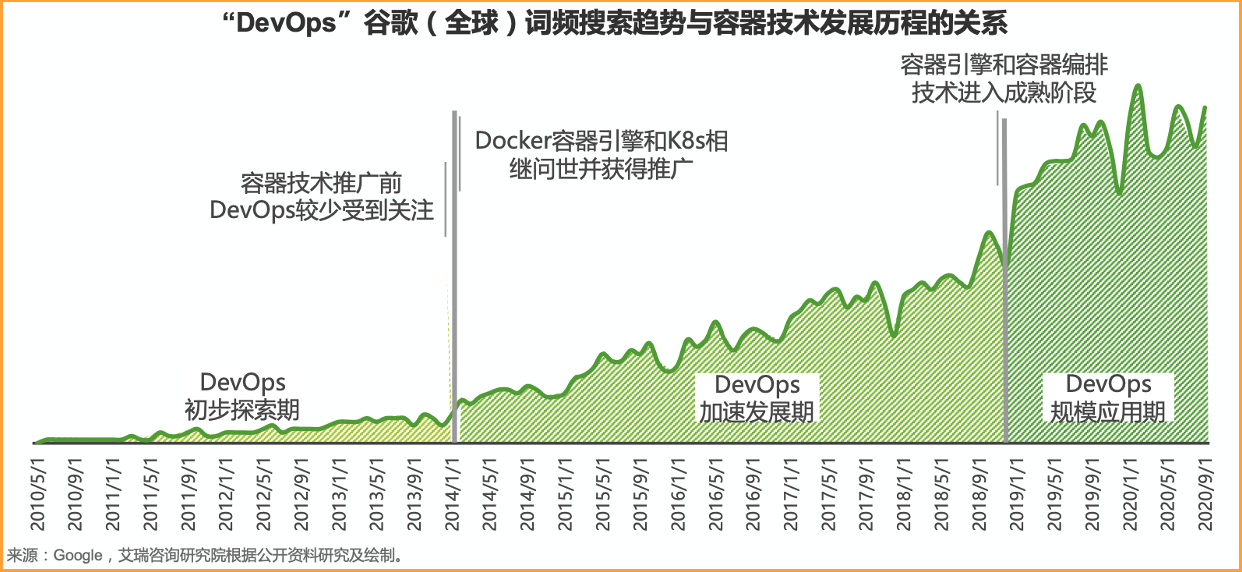 “DevOps”谷歌（全球）词频搜索趋势与容器技术发展历程的关系
容器引擎和容器编排
技术进入成熟阶段
Docker容器引擎和K8s相
继问世并获得推广
容器技术推广前
DevOps较少受到关注
DevOps
初步探索期
DevOps
加速发展期
DevOps
规模应用期
2010/5/1
2010/9/1
2011/1/1
2011/5/1
2011/9/1
2012/1/1
2012/5/1
2012/9/1
2013/1/1
2013/5/1
2013/9/1
2014/1/1
2014/5/1
2014/9/1
2015/1/1
2015/5/1
2015/9/1
2016/1/1
2016/5/1
2016/9/1
2017/1/1
2017/5/1
2017/9/1
2018/1/1
2018/5/1
2018/9/1
2019/1/1
2019/5/1
2019/9/1
2020/1/1
2020/5/1
2020/9/1
来源：Google，艾瑞咨询研究院根据公开资料研究及绘制。